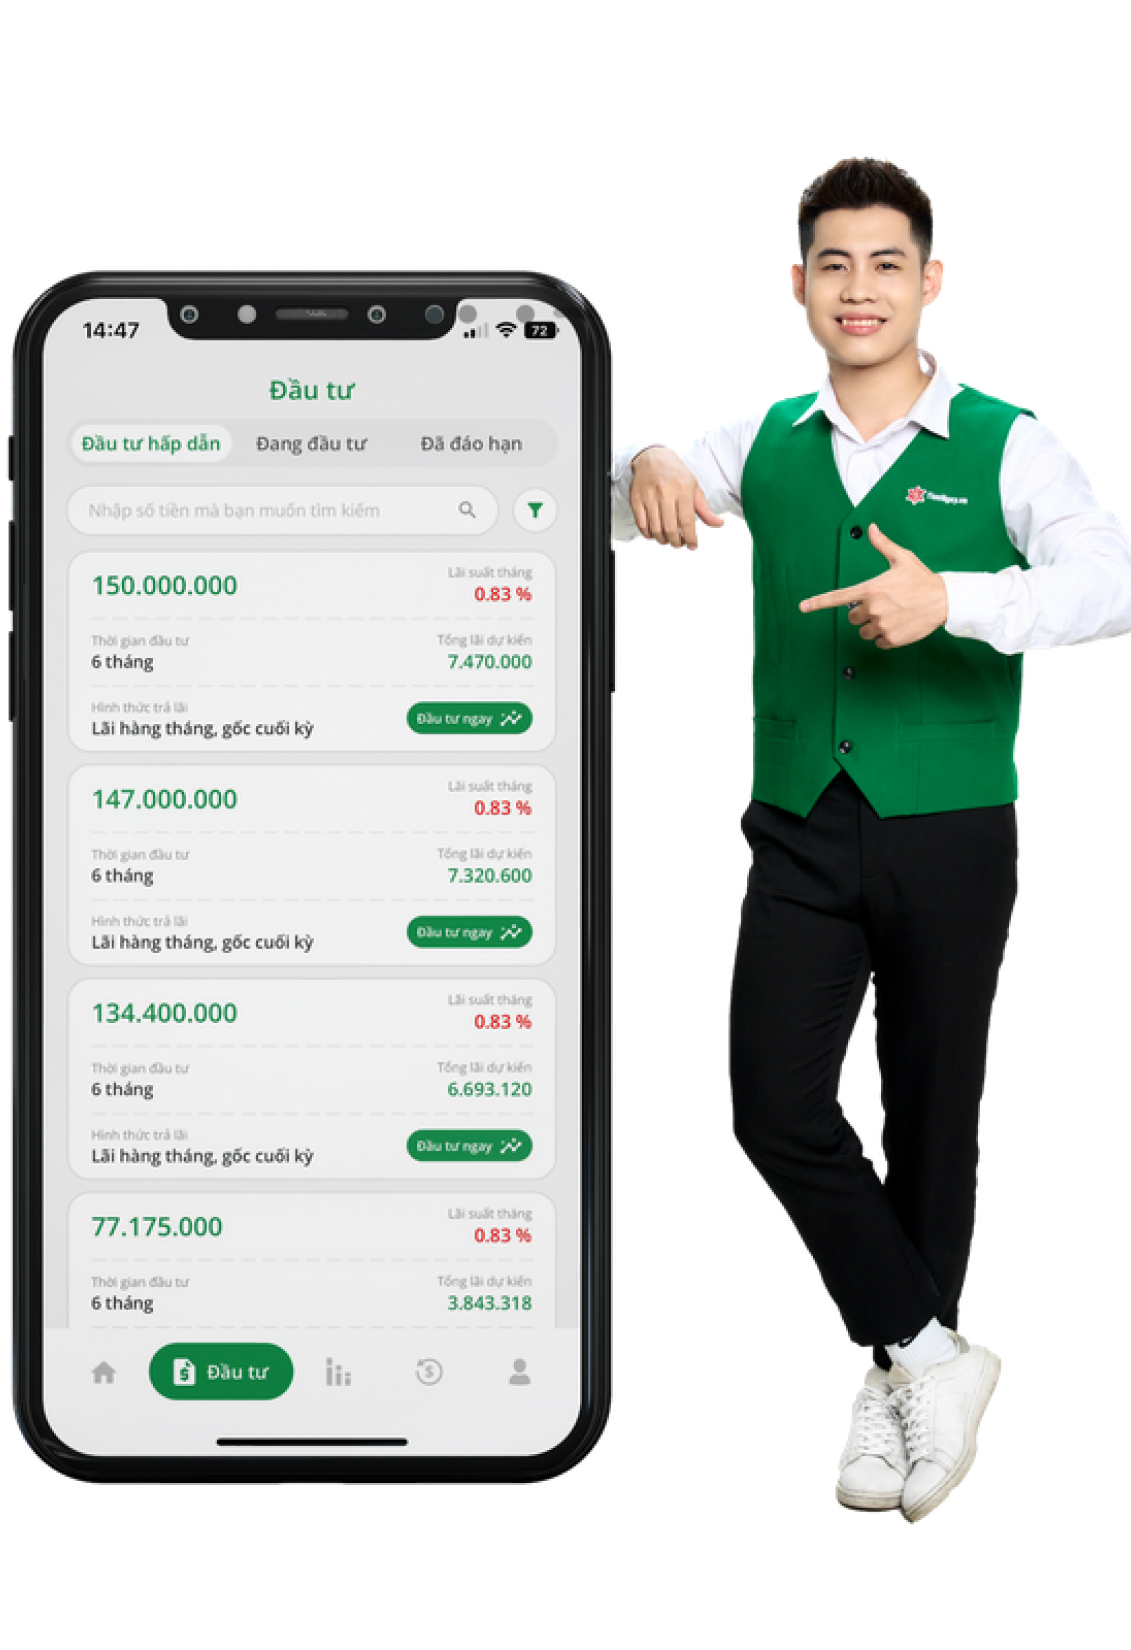 14:47
72
Đầu tư
Đầu tư hấp dẫn
Đang đầu tư
Đã đáo hạn
Nhập số tiền mà bạn muốn tìm kiếm
150.000.000
Lãi suất tháng
0.83 %
Thời gian đầu tư
6 tháng
Tổng lãi dự kiến
7.470.000
Hình thức trả lãi
Lãi hàng tháng, gốc cuối kỳ
Đầu tư ngay
147.000.000
Lãi suất tháng
0.83 %
Thời gian đầu tư
6 tháng
Tổng lãi dự kiến
7.320.600
Hình thức trả lãi
Lãi hàng tháng, gốc cuối kỳ
Đầu tư ngay
134.400.000
Lãi suất tháng
0.83 %
Thời gian đầu tư
6 tháng
Tổng lãi dự kiến
6.693.120
Hình thức trả lãi
Lãi hàng tháng, gốc cuối kỳ
Đầu tư ngay
77.175.000
Lãi suất tháng
0.83 %
Thời gian đầu tư
6 tháng
Tổng lãi dự kiến
3.843.318
Đầu tư